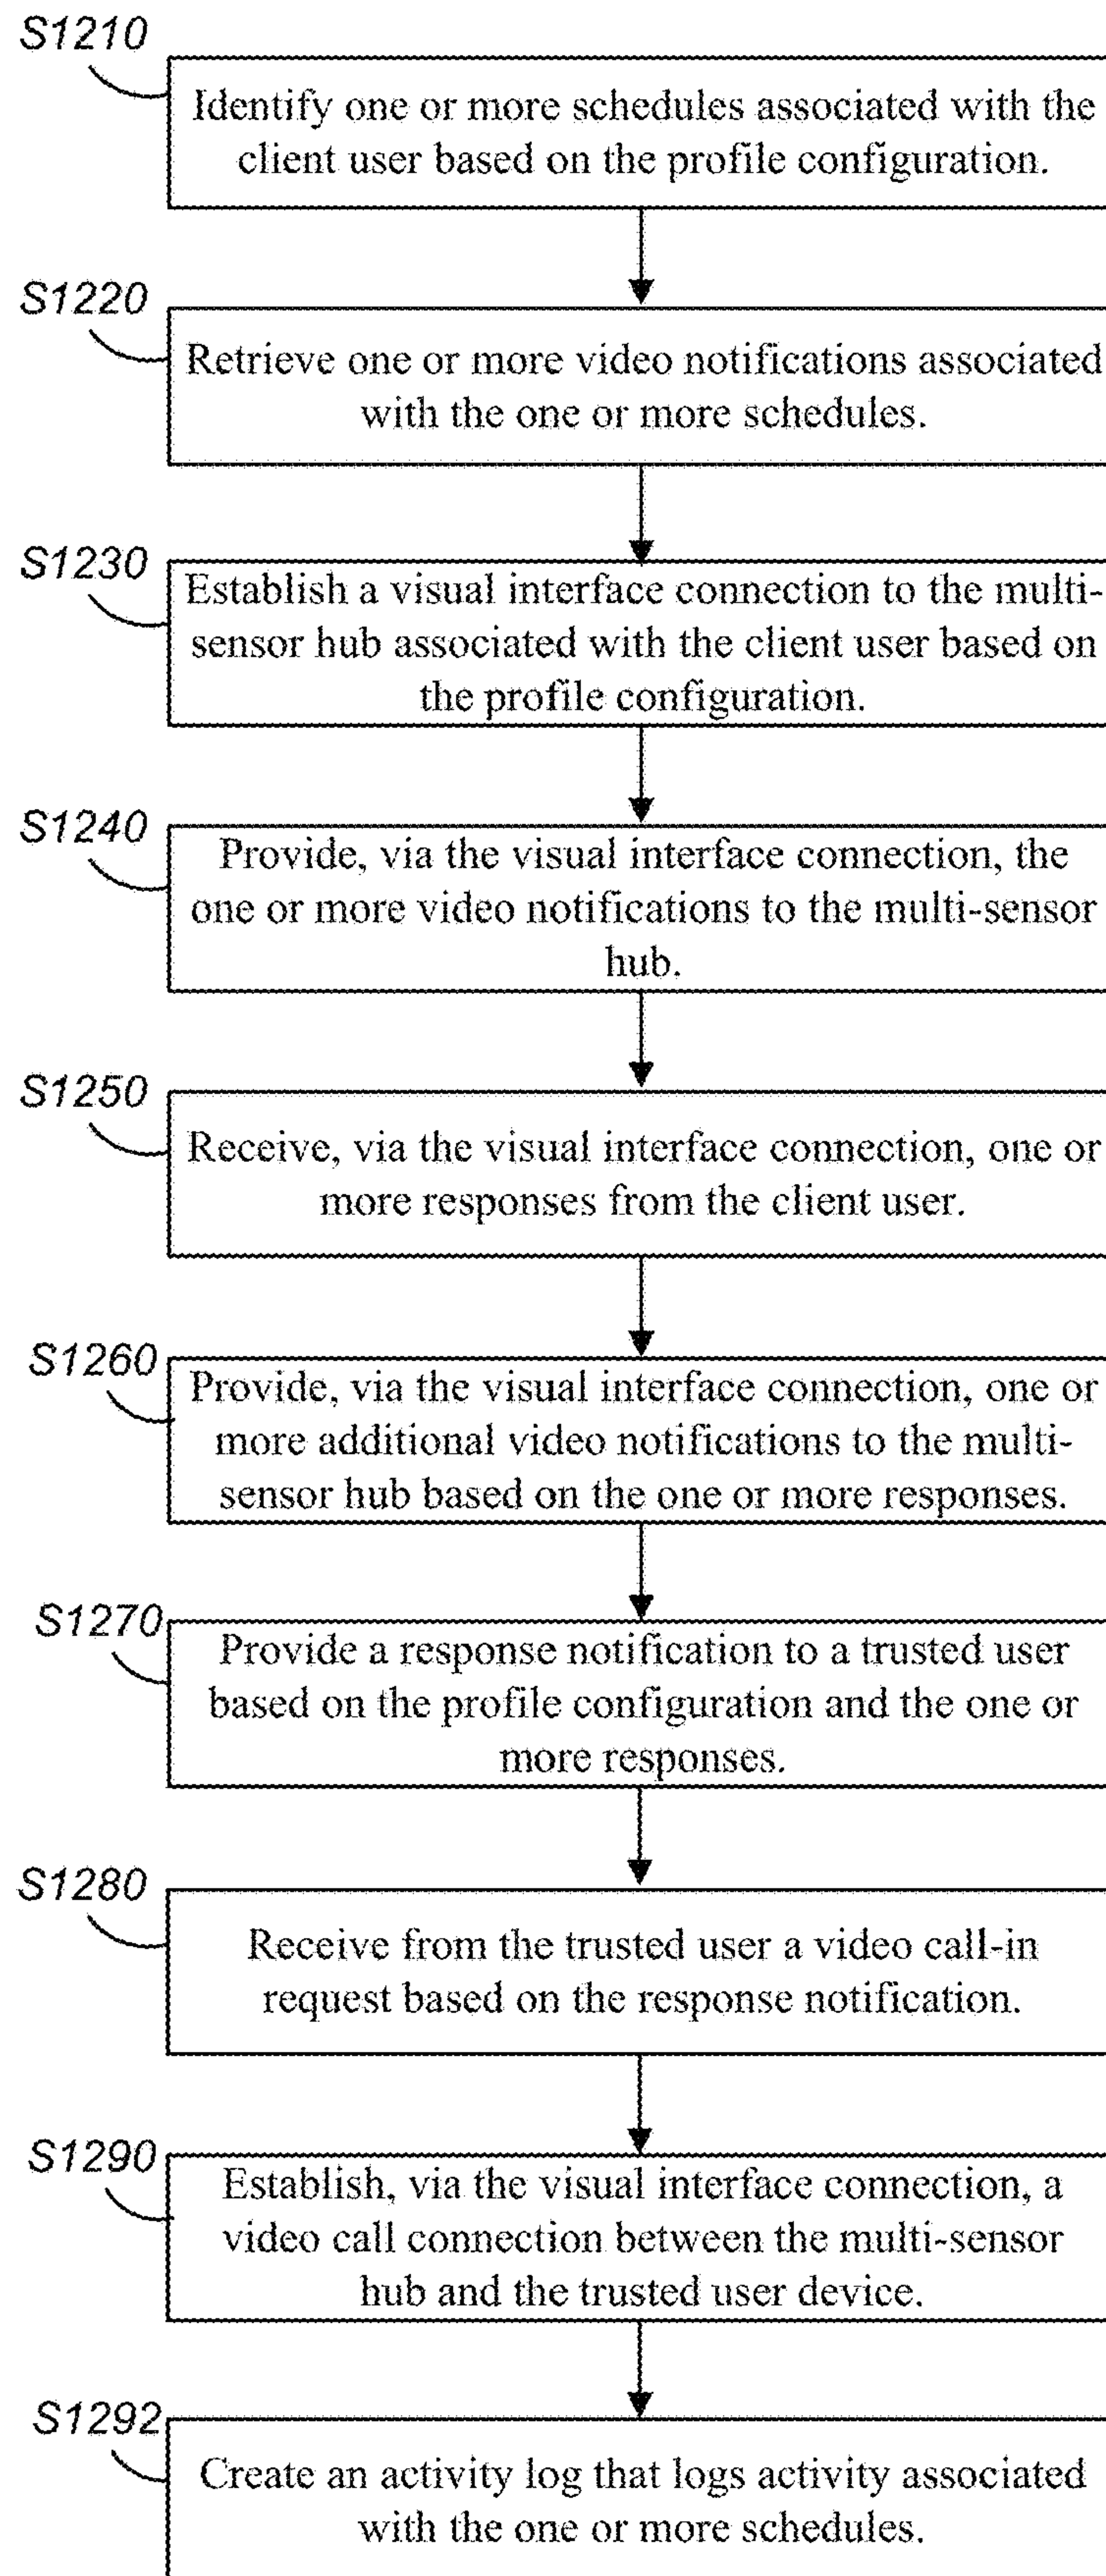 S1210
Identify one or more schedules associated with the
client user based on the profile configuration.
S1220
Retrieve one or more video notifications associated
with the one or more schedules.
S1230
Establish a visual interface connection to the multi-
sensor hub associated with the client user based on
the profile configuration.
S1240
Provide, via the visual interface connection, the
one or more video notifications to the multi-sensor
hub.
S1250
Receive, via the visual interface connection, one or
more responses from the client user.
S1260
Provide, via the visual interface connection, one or
more additional video notifications to the multi-
sensor hub based on the one or more responses.
S1270
Provide a response notification to a trusted user
based on the profile configuration and the one or
more responses.
S1280
Receive from the trusted user a video call-in
request based on the response notification.
S1290
Establish, via the visual interface connection, a
video call connection between the multi-sensor
hub and the trusted user device.
S1292
Create an activity log that logs activity associated
with the one or more schedules.